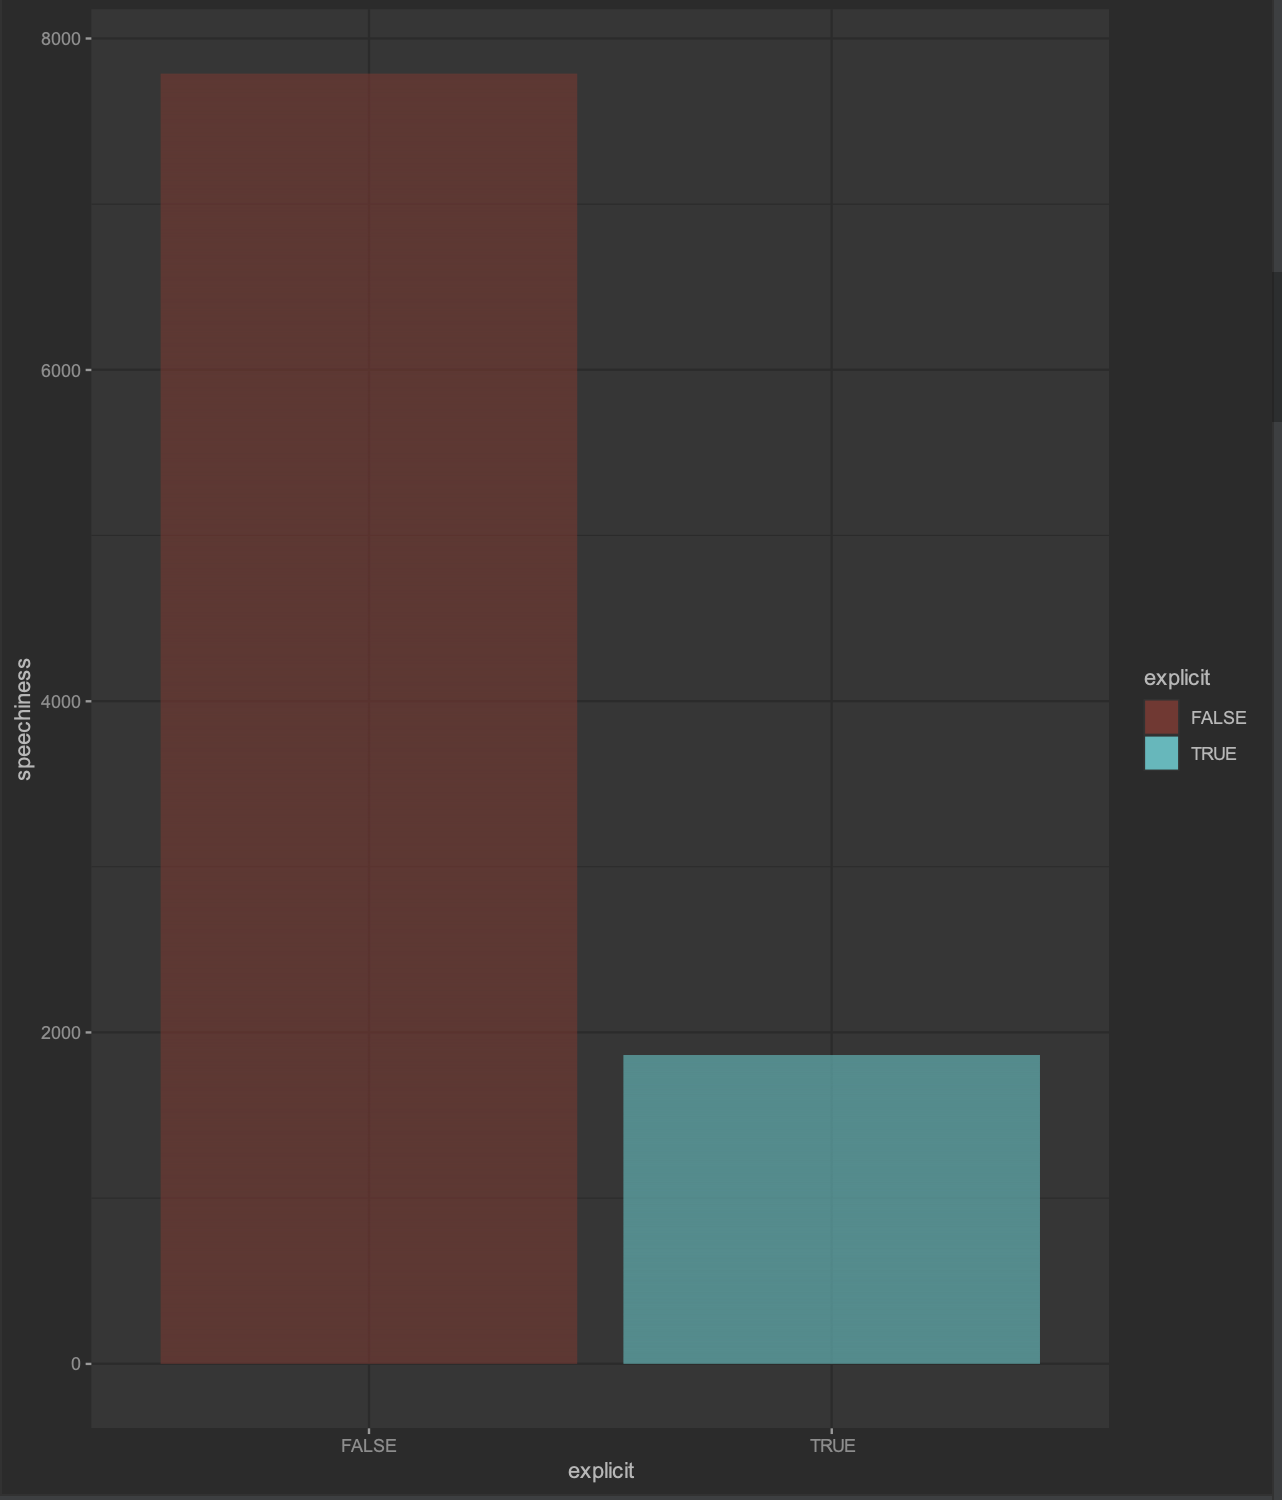 8000
6000
4000
2000
0
speechiness
FALSE
TRUE
explicit
explicit
FALSE
TRUE